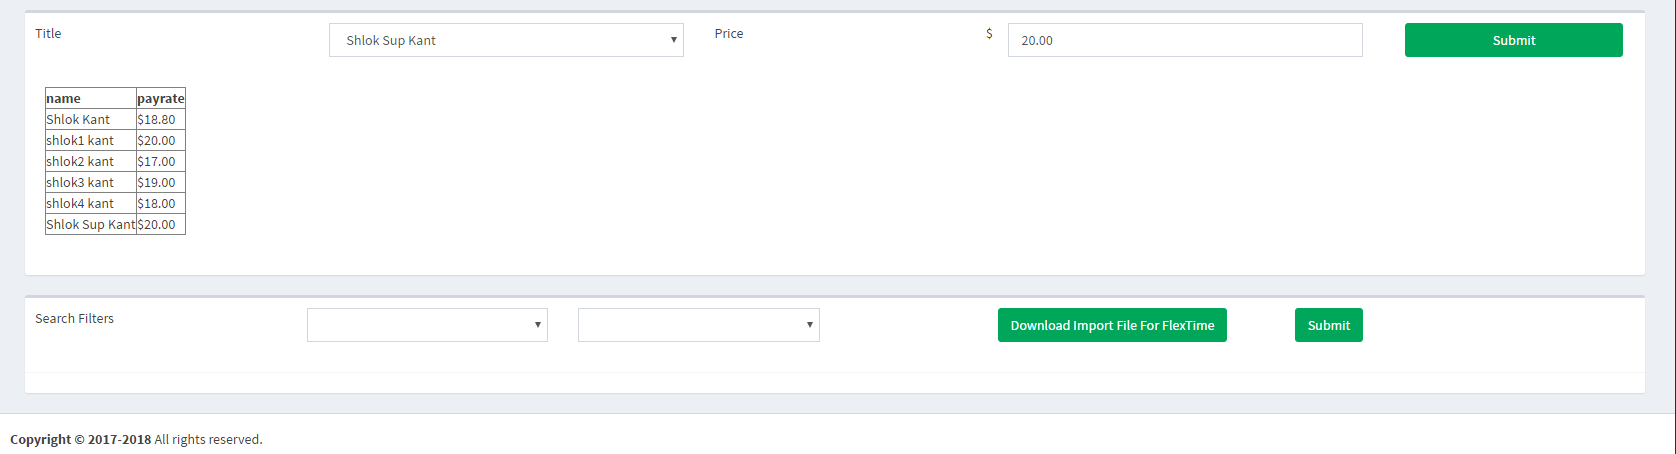 Title Shlok Sup Kant Price $ 20.00 Submit
name payrate
Shlok Kant $18.80
shlok1 kant $20.00
shlok2 kant $17.00
shlok3 kant $19.00
shlok4 kant $18.00
Shlok Sup Kant $20.00
Search Filters Download Import File For FlexTime Submit
Copyright © 2017-2018 All rights reserved.